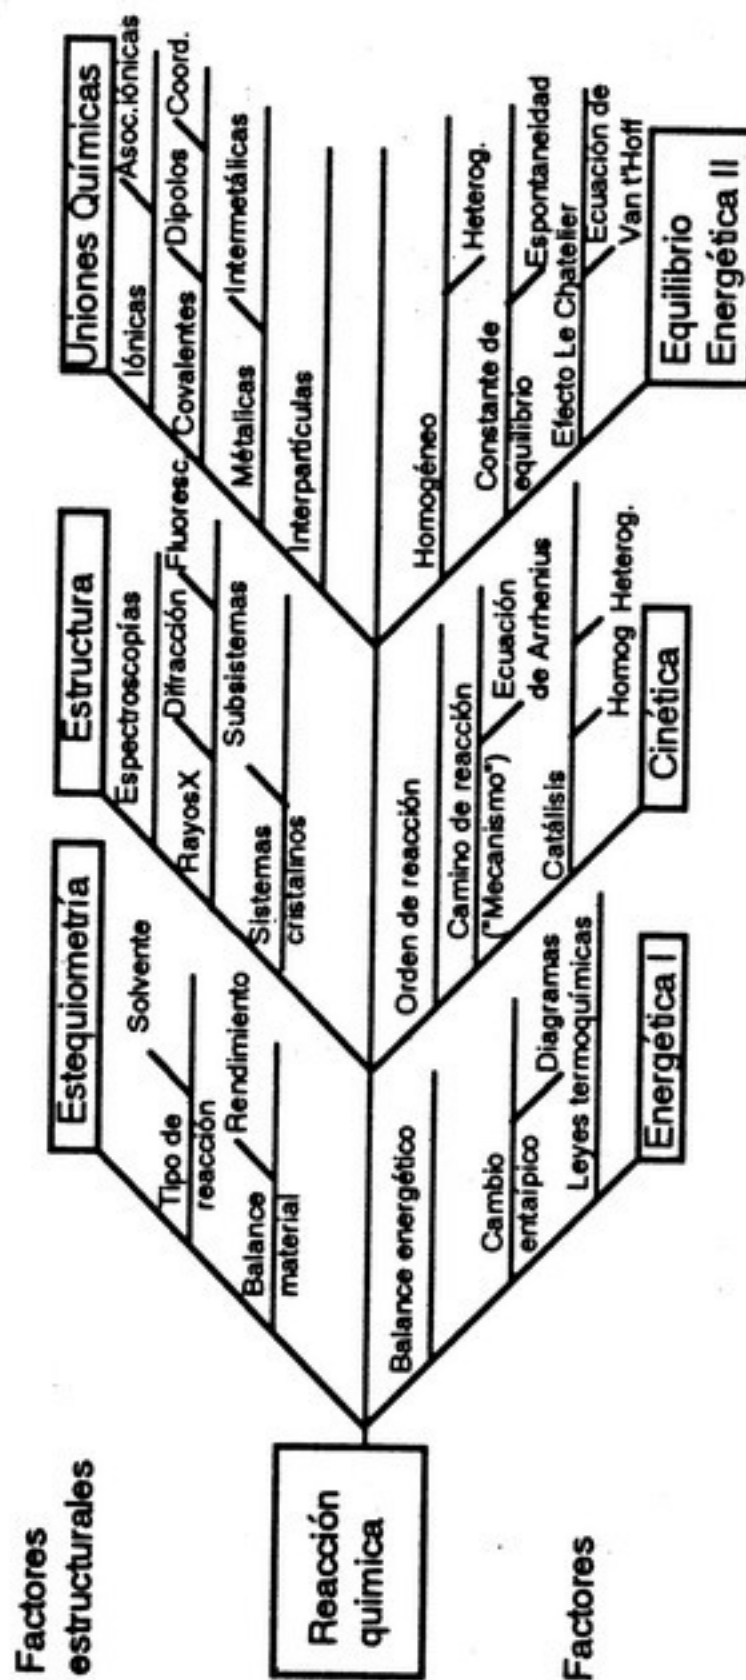 Factores
estructurales
Estequiometría
Tipo de
reacción
Solvente
Balance
material
Rendimiento
Estructura
Espectroscopías
Rayos X
Difracción
Fluoresc.
Sistemas
cristalinos
Subsistemas
Uniones Químicas
Iónicas
Asoc.Iónicas
Covalentes
Dipolos
Coord.
Métalicas
Intermetálicas
Interpartículas
Reacción
quimica
Balance energético
Cambio
entaípico
Diagramas
Leyes termoquímicas
Energética I
Orden de reacción
Camino de reacción
("Mecanismo")
Ecuación
de Arrhenius
Catálisis
Homog
Heterog.
Cinética
Homogéneo
Heterog.
Constante de
equilibrio
Espontaneidad
Efecto Le Chatelier
Ecuación de
Van t'Hoff
Equilibrio
Energética II
Factores